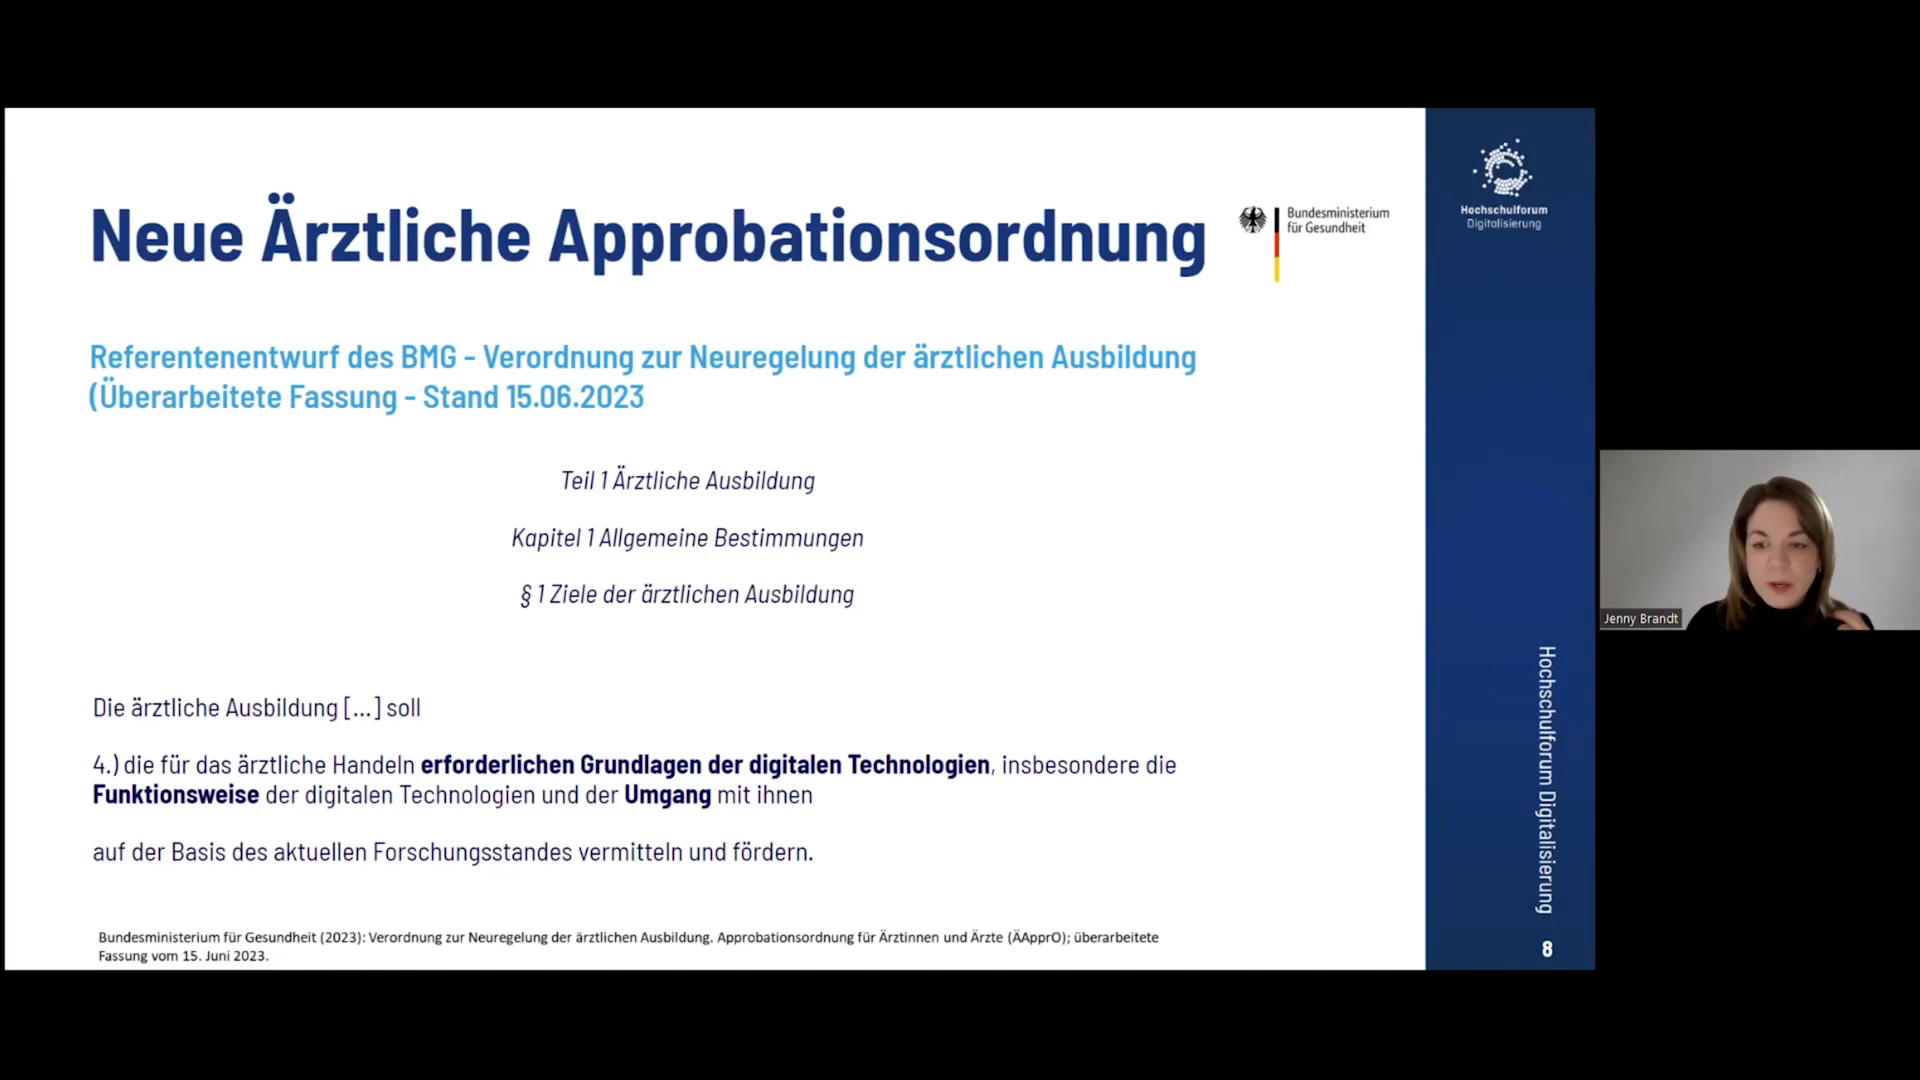 Neue Ärztliche Approbationsordnung
Bundesministerium
für Gesundheit
Hochschulforum
Digitalisierung
Referentenentwurf des BMG - Verordnung zur Neuregelung der ärztlichen Ausbildung
(Überarbeitete Fassung - Stand 15.06.2023
Teil 1 Ärztliche Ausbildung
Kapitel 1 Allgemeine Bestimmungen
§ 1 Ziele der ärztlichen Ausbildung
Die ärztliche Ausbildung [...] soll
4.) die für das ärztliche Handeln erforderlichen Grundlagen der digitalen Technologien, insbesondere die
Funktionsweise der digitalen Technologien und der Umgang mit ihnen
auf der Basis des aktuellen Forschungsstandes vermitteln und fördern.
Bundesministerium für Gesundheit (2023): Verordnung zur Neuregelung der ärztlichen Ausbildung. Approbationsordnung für Ärztinnen und Ärzte (ÄApprO); überarbeitete
Fassung vom 15. Juni 2023.
Hochschulforum Digitalisierung
8
Jenny Brandt